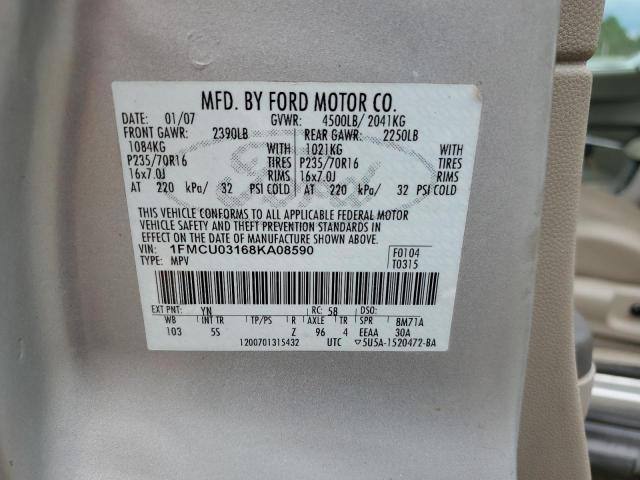 MFD. BY FORD MOTOR CO.
DATE: 01/07 GVWR: 4500LB/ 2041KG
FRONT GAWR: 2390LB REAR GAWR: 2250LB
1084KG WITH 1021KG WITH
P235/70R16 TIRES P235/70R16 TIRES
16x7.0J RIMS 16x7.0J RIMS
AT 220 kPa/ 32 PSI COLD AT 220 kPa/ 32 PSI COLD
THIS VEHICLE CONFORMS TO ALL APPLICABLE FEDERAL MOTOR
VEHICLE SAFETY AND THEFT PREVENTION STANDARDS IN
EFFECT ON THE DATE OF MANUFACTURE SHOWN ABOVE.
VIN: 1FMCU03168KA08590 F0104
TYPE: MPV T0315
EXT PNT: YN RC: 58 DSO:
WB INT TR TP/PS R AXLE TR SPR 8M71A
103 5S Z 96 4 EEAA 30A
1200701315432 UTC ▽5U5A-1520472-BA
Ford